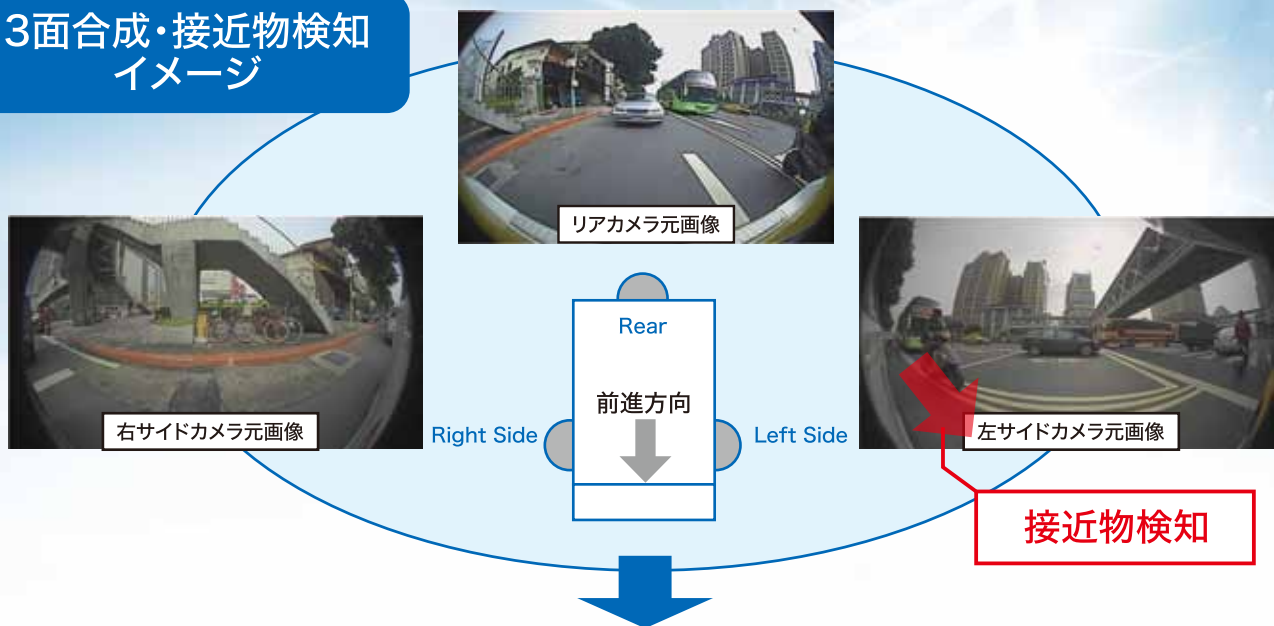 3面合成・接近物検知
イメージ
リアカメラ元画像
右サイドカメラ元画像
左サイドカメラ元画像
Rear
前進方向
Right Side
Left Side
接近物検知